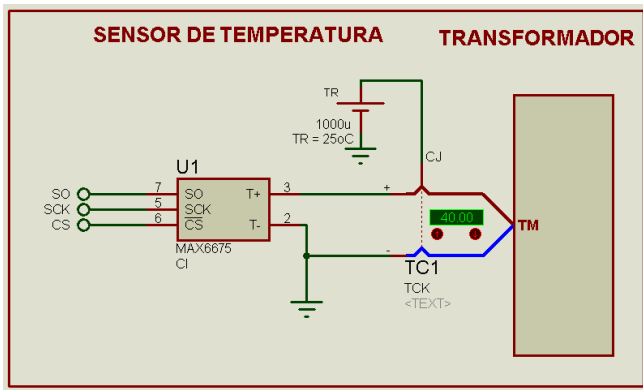 SENSOR DE TEMPERATURA
TRANSFORMADOR
TR
1000u
TR = 25oC
CJ
U1
SO 7 SO T+ 3 +
SCK 5 SCK
CS 6 CS T- 2 -
MAX6675
CI
40.00
TM
TC1
TCK
<TEXT>